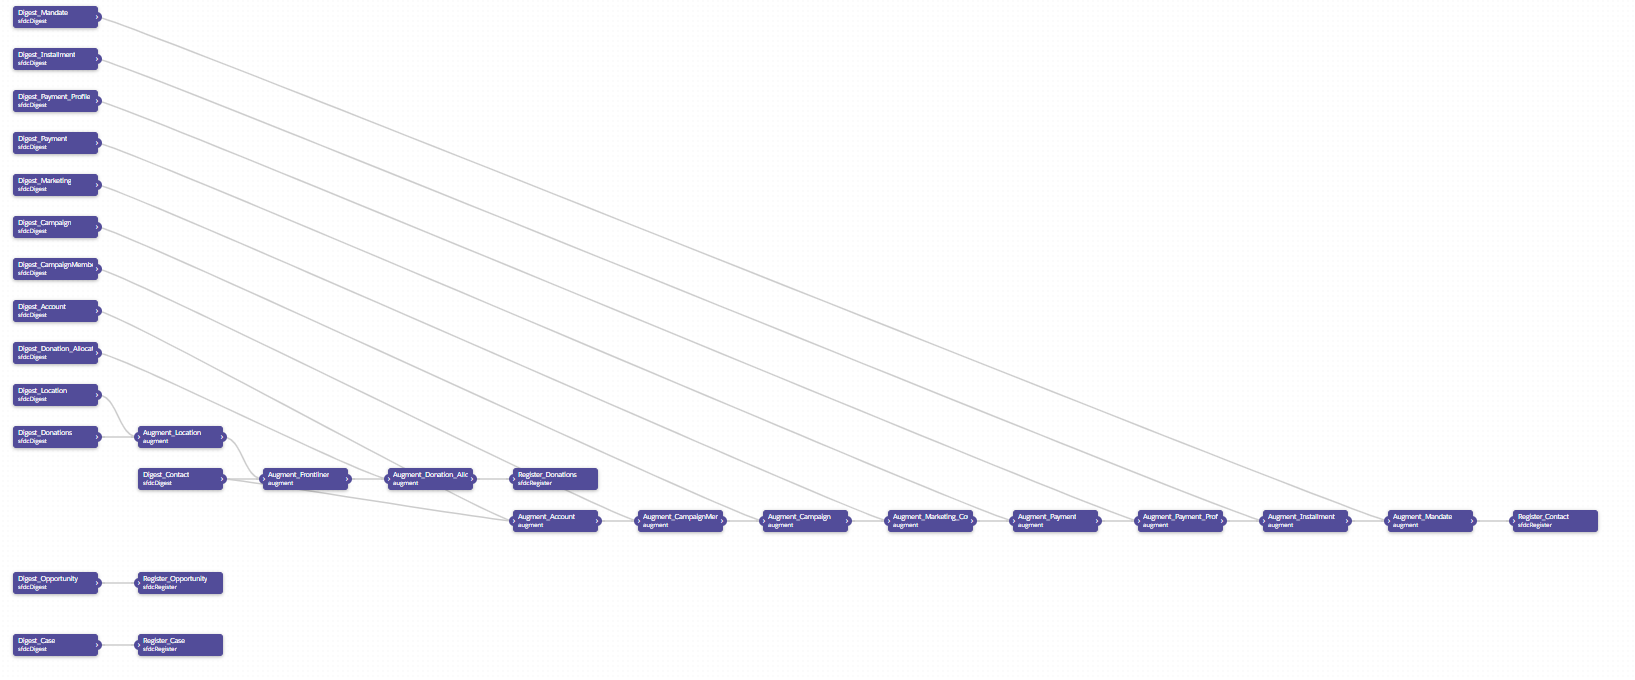 Digest_Mandate
sfdcDigest
Digest_Installment
sfdcDigest
Digest_Payment_Profile
sfdcDigest
Digest_Payment
sfdcDigest
Digest_Marketing
sfdcDigest
Digest_Campaign
sfdcDigest
Digest_CampaignMembe
sfdcDigest
Digest_Account
sfdcDigest
Digest_Donation_Allocat
sfdcDigest
Digest_Location
sfdcDigest
Digest_Donations
sfdcDigest
Augment_Location
augment
Digest_Contact
sfdcDigest
Augment_Frontliner
augment
Augment_Donation_Allc
augment
Register_Donations
sfdcRegister
Augment_Account
augment
Augment_CampaignMer
augment
Augment_Campaign
augment
Augment_Marketing_Co
augment
Augment_Payment
augment
Augment_Payment_Prof
augment
Augment_Installment
augment
Augment_Mandate
augment
Register_Contact
sfdcRegister
Digest_Opportunity
sfdcDigest
Register_Opportunity
sfdcRegister
Digest_Case
sfdcDigest
Register_Case
sfdcRegister